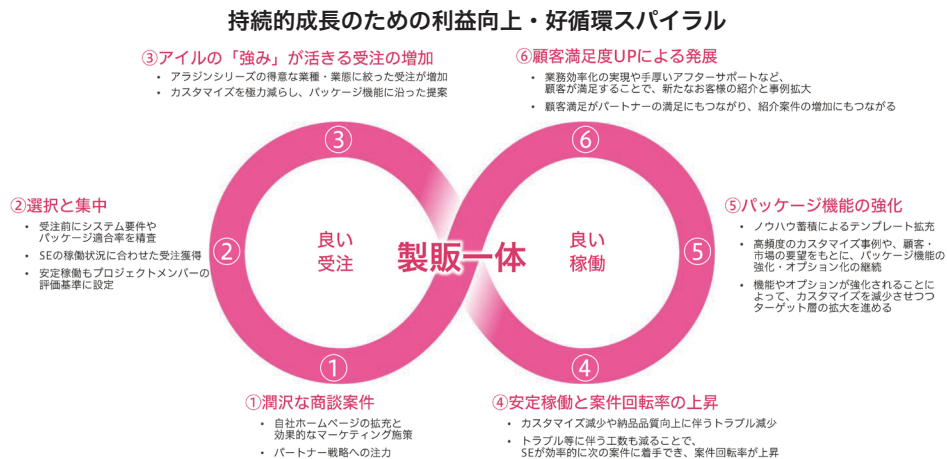 持続的成長のための利益向上・好循環スパイラル
③アイルの「強み」が活きる受注の増加
• アラジンシリーズの得意な業種・業態に絞った受注が増加
• カスタマイズを極力減らし、パッケージ機能に沿った提案
⑥顧客満足度UPによる発展
• 業務効率化の実現や手厚いアフターサポートなど、
顧客が満足することで、新たなお客様の紹介と事例拡大
• 顧客満足がパートナーの満足にもつながり、紹介案件の増加にもつながる
②選択と集中
• 受注前にシステム要件や
パッケージ適合率を精査
• SEの稼働状況に合わせた受注獲得
• 安定稼働もプロジェクトメンバーの
評価基準に設定
③
②
①
良い
受注
製販一体
良い
稼働
⑥
⑤
④
⑤パッケージ機能の強化
• ノウハウ蓄積によるテンプレート拡充
• 高頻度のカスタマイズ事例や、顧客・
市場の要望をもとに、パッケージ機能の
強化・オプション化の継続
• 機能やオプションが強化されることに
よって、カスタマイズを減少させつつ
ターゲット層の拡大を進める
①潤沢な商談案件
• 自社ホームページの拡充と
効果的なマーケティング施策
• パートナー戦略への注力
④安定稼働と案件回転率の上昇
• カスタマイズ減少や納品品質向上に伴うトラブル減少
• トラブル等に伴う工数も減ることで、
SEが効率的に次の案件に着手でき、案件回転率が上昇